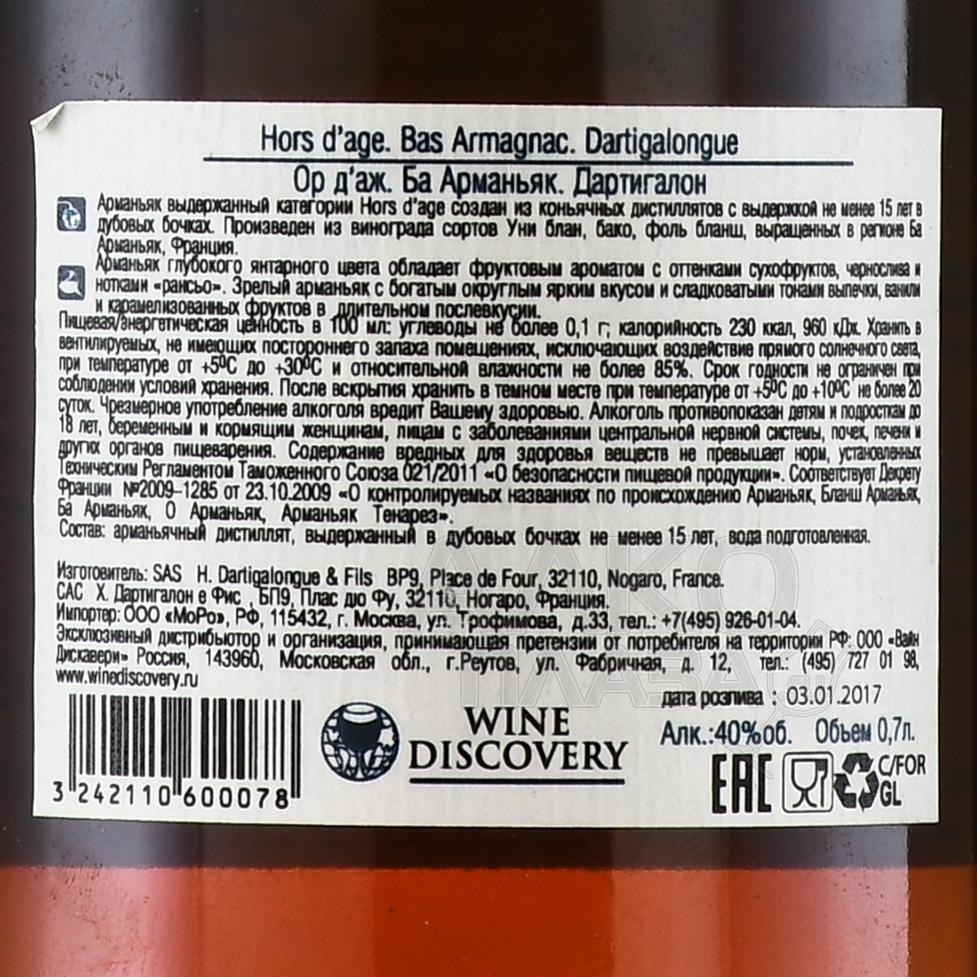 Hors d'age. Bas Armagnac. Dartigalongue
Ор д'аж. Ба Арманьяк. Дартигалон
Арманьяк выдержанный категории Hors d'age создан из коньячных дистиллятов с выдержкой не менее 15 лет в
дубовых бочках. Произведен из винограда сортов Уни блан, бако, фоль бланш, выращенных в регионе Ба
Арманьяк, Франция.
Арманьяк глубокого янтарного цвета обладает фруктовым ароматом с оттенками сухофруктов, чернослива и
нотками «рансьо». Зрелый арманьяк с богатым округлым ярким вкусом и сладковатыми тонами выпечки, ванили
и карамелизованных фруктов в длительном послевкусии.
Пищевая/энергетическая ценность в 100 мл: углеводы не более 0,1 г; калорийность 230 ккал, 960 кДж. Хранить в
вентилируемых, не имеющих постороннего запаха помещениях, исключающих воздействие прямого солнечного света,
при температуре от +5ºС до +30ºС и относительной влажности не более 85%. Срок годности не ограничен при
соблюдении условий хранения. После вскрытия хранить в темном месте при температуре от +5ºС до +10ºС не более 20
суток. Чрезмерное употребление алкоголя вредит Вашему здоровью. Алкоголь противопоказан детям и подросткам до
18 лет, беременным и кормящим женщинам, лицам с заболеваниями центральной нервной системы, почек, печени и
других органов пищеварения. Содержание вредных для здоровья веществ не превышает норм, установленных
Техническим Регламентом Таможенного Союза 021/2011 «О безопасности пищевой продукции». Соответствует Декрету
Франции №2009-1285 от 23.10.2009 «О контролируемых названиях по происхождению Арманьяк, Бланш Арманьяк,
Ба Арманьяк, О Арманьяк, Арманьяк Тенарез».
Состав: арманьячный дистиллят, выдержанный в дубовых бочках не менее 15 лет, вода подготовленная.
Изготовитель: SAS H. Dartigalongue & Fils BP9, Place de Four, 32110, Nogaro, France.
САС Х. Дартигалон е Фис , БП9, Плас дю Фу, 32110, Ногаро, Франция.
Импортер: ООО «МоРо», РФ, 115432, г. Москва, ул. Трофимова, д.33, тел.: +7(495) 926-01-04.
Эксклюзивный дистрибьютор и организация, принимающая претензии от потребителя на территории РФ: ООО «Вайн
Дискавери» Россия, 143960, Московская обл., г.Реутов, ул. Фабричная, д. 12, тел.: (495) 727 01 98,
www.winediscovery.ru
дата розлива : 03.01.2017
WINE
DISCOVERY
Алк.:40%об. Объем 0,7л.
3 242110 600078
EAC
C/FOR
GL
АЛКО
ПЛАЗА
.ru